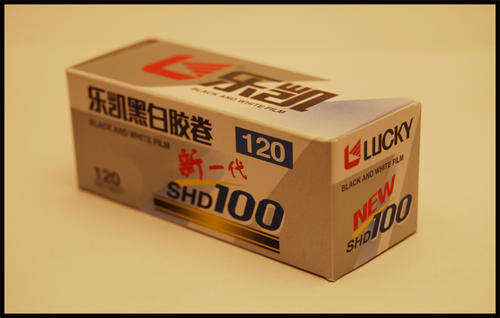 乐凯
BLACK AND WHITE FILM
乐凯黑白胶卷
BLACK AND WHITE FILM
120
新一代
120
SHD100
LUCKY
BLACK AND WHITE FILM
NEW
SHD100